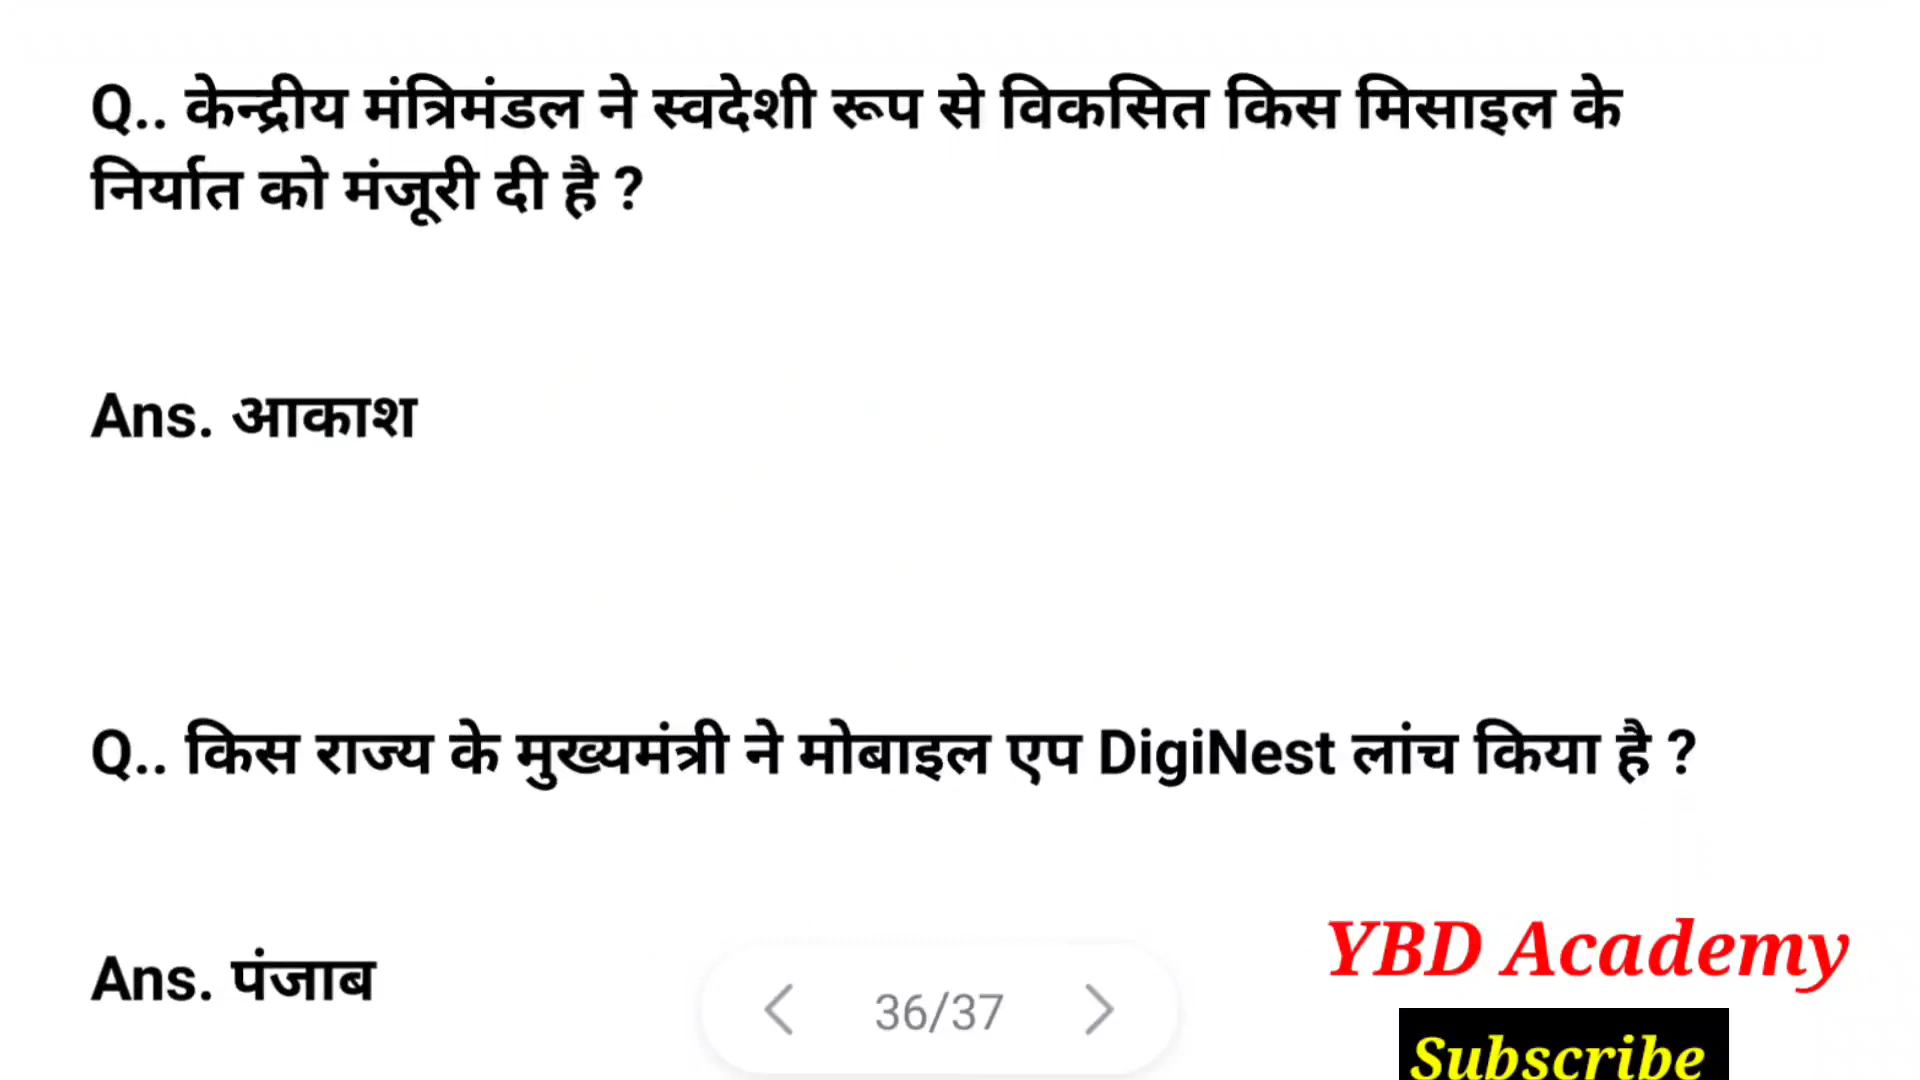 Q.. केन्द्रीय मंत्रिमंडल ने स्वदेशी रूप से विकसित किस मिसाइल के
निर्यात को मंजूरी दी है ?
Ans. आकाश
Q.. किस राज्य के मुख्यमंत्री ने मोबाइल एप DigiNest लांच किया है ?
Ans. पंजाब
36/37
YBD Academy
Subscribe